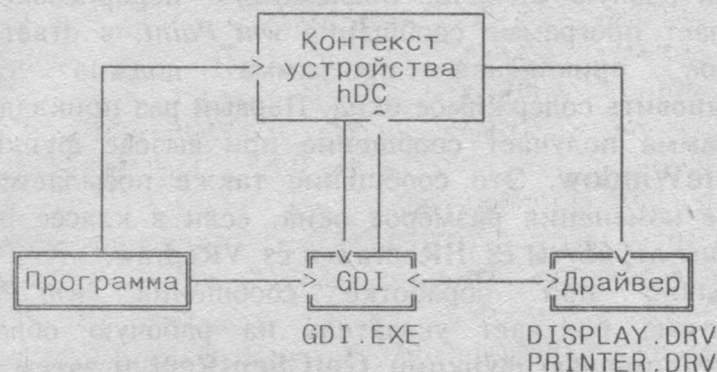 Контекст
устройства
hDC
Программа
GDI
Драйвер
GDI.EXE
DISPLAY.DRV
PRINTER.DRV